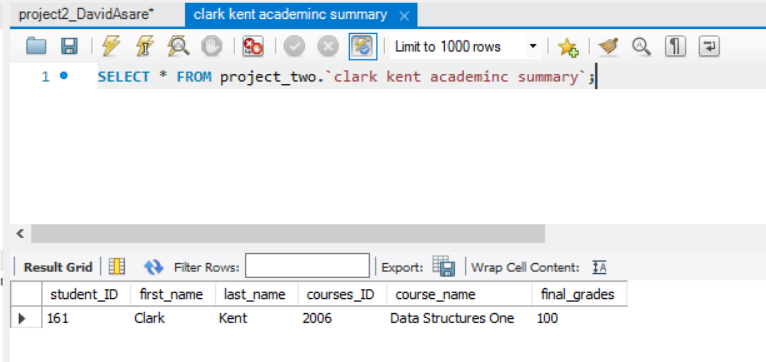 project2_DavidAsare*   clark kent academinc summary
Limit to 1000 rows
1 SELECT * FROM project_two.`clark kent academinc summary`;
Result Grid Filter Rows: Export: Wrap Cell Content:
student_ID first_name last_name courses_ID course_name final_grades
161 Clark Kent 2006 Data Structures One 100